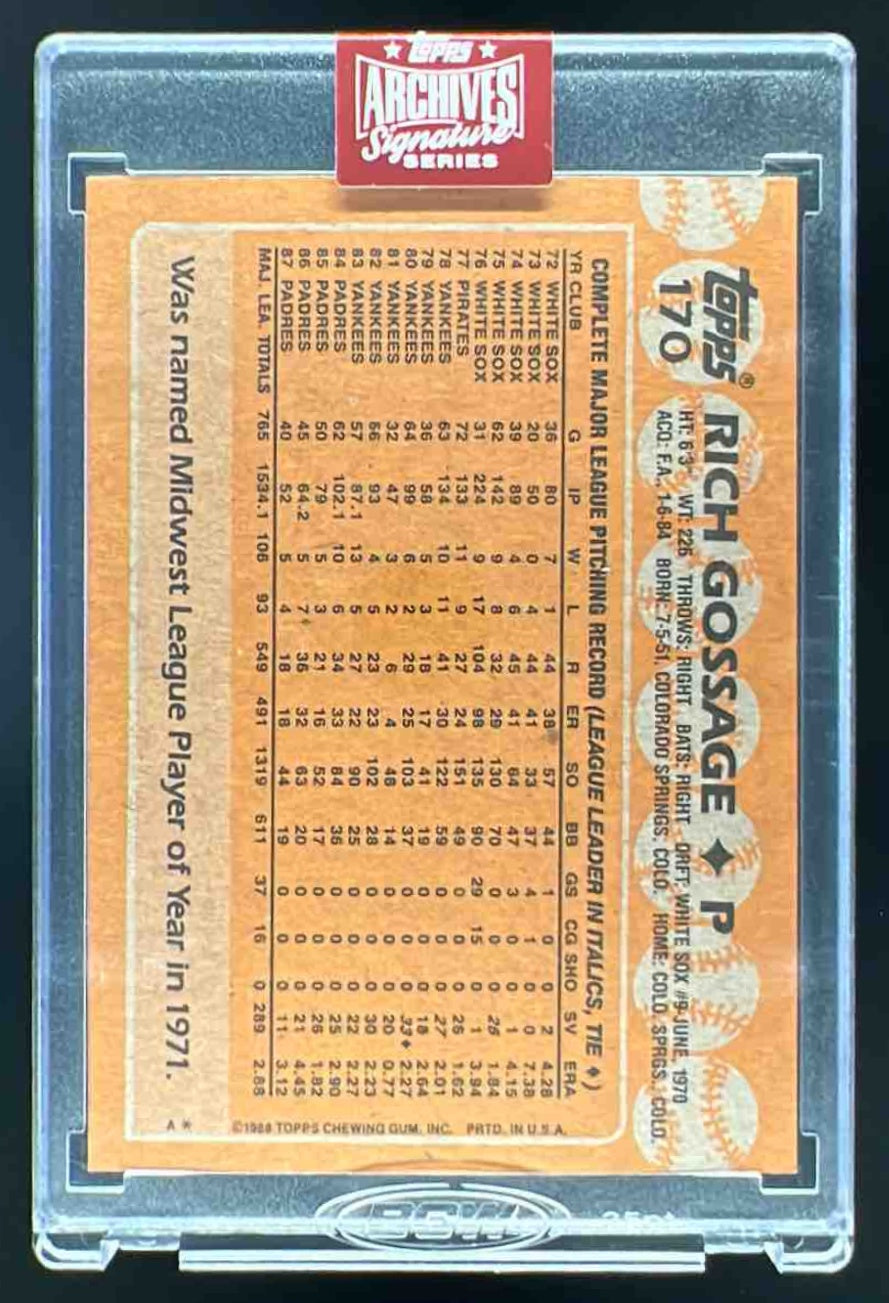 TOPPS
ARCHIVES
Signature
SERIES
topps®
170
RICH GOSSAGE ♦ P
HT: 6'3" WT: 226 THROWS: RIGHT BATS: RIGHT DRFT: WHITE SOX #9-JUNE, 1970
ACQ: F.A., 1-6-84 BORN: 7-5-51, COLORADO SPRINGS, COLO. HOME: COLO. SPRGS., COLO.
COMPLETE MAJOR LEAGUE PITCHING RECORD (LEAGUE LEADER IN ITALICS, TIE ♦)
YR CLUB G IP W L R ER SO BB GS CG SHO SV ERA
72 WHITE SOX 36 80 7 1 44 38 57 44 1 0 0 2 4.28
73 WHITE SOX 20 50 0 4 44 41 33 37 4 1 0 0 7.38
74 WHITE SOX 39 89 4 6 45 41 64 47 3 0 0 1 4.15
75 WHITE SOX 62 142 9 8 32 29 130 70 0 0 0 26 1.84
76 WHITE SOX 31 224 9 17 104 98 135 90 29 15 0 1 3.94
77 PIRATES 72 133 11 9 27 24 151 49 0 0 0 26 1.62
78 YANKEES 63 134 10 11 41 30 122 59 0 0 0 27 2.01
79 YANKEES 36 58 5 3 18 17 41 19 0 0 0 18 2.64
80 YANKEES 64 99 6 2 29 25 103 37 0 0 0 33♦ 2.27
81 YANKEES 32 47 3 2 6 4 48 14 0 0 0 20 0.77
82 YANKEES 56 93 4 5 23 23 102 28 0 0 0 30 2.23
83 YANKEES 57 87.1 13 5 27 22 90 25 0 0 0 22 2.27
84 PADRES 62 102.1 10 6 34 33 84 36 0 0 0 25 2.90
85 PADRES 50 79 5 3 21 16 52 17 0 0 0 26 1.82
86 PADRES 45 64.2 5 7 36 32 63 20 0 0 0 21 4.45
87 PADRES 40 52 5 4 18 18 44 19 0 0 0 11 3.12
MAJ. LEA. TOTALS 765 1534.1 106 93 549 491 1319 611 37 16 0 289 2.88
©1988 TOPPS CHEWING GUM, INC. PRTD. IN U.S.A.
Was named Midwest League Player of Year in 1971.
A *
BCW
35pt